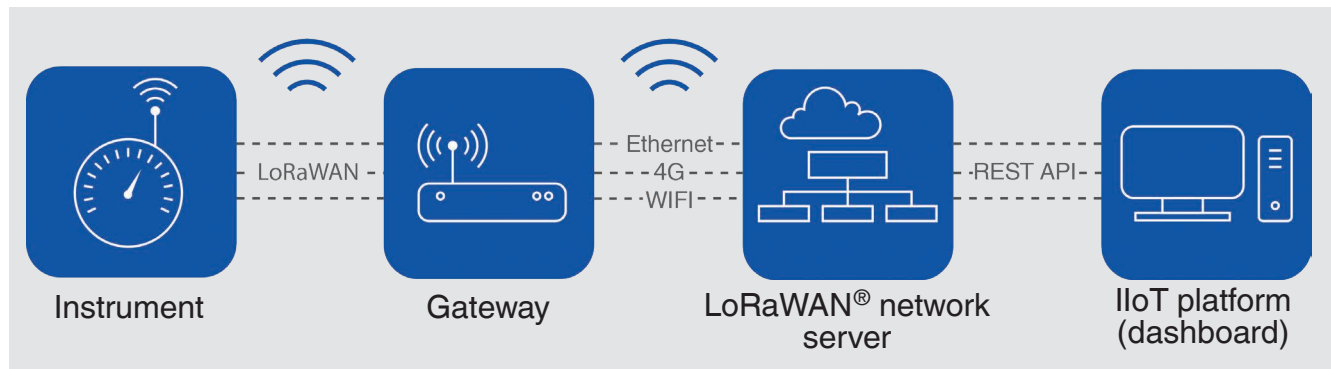 LoRaWAN
Ethernet
4G
WIFI
REST API
Instrument
Gateway
LoRaWAN® network
server
IIoT platform
(dashboard)